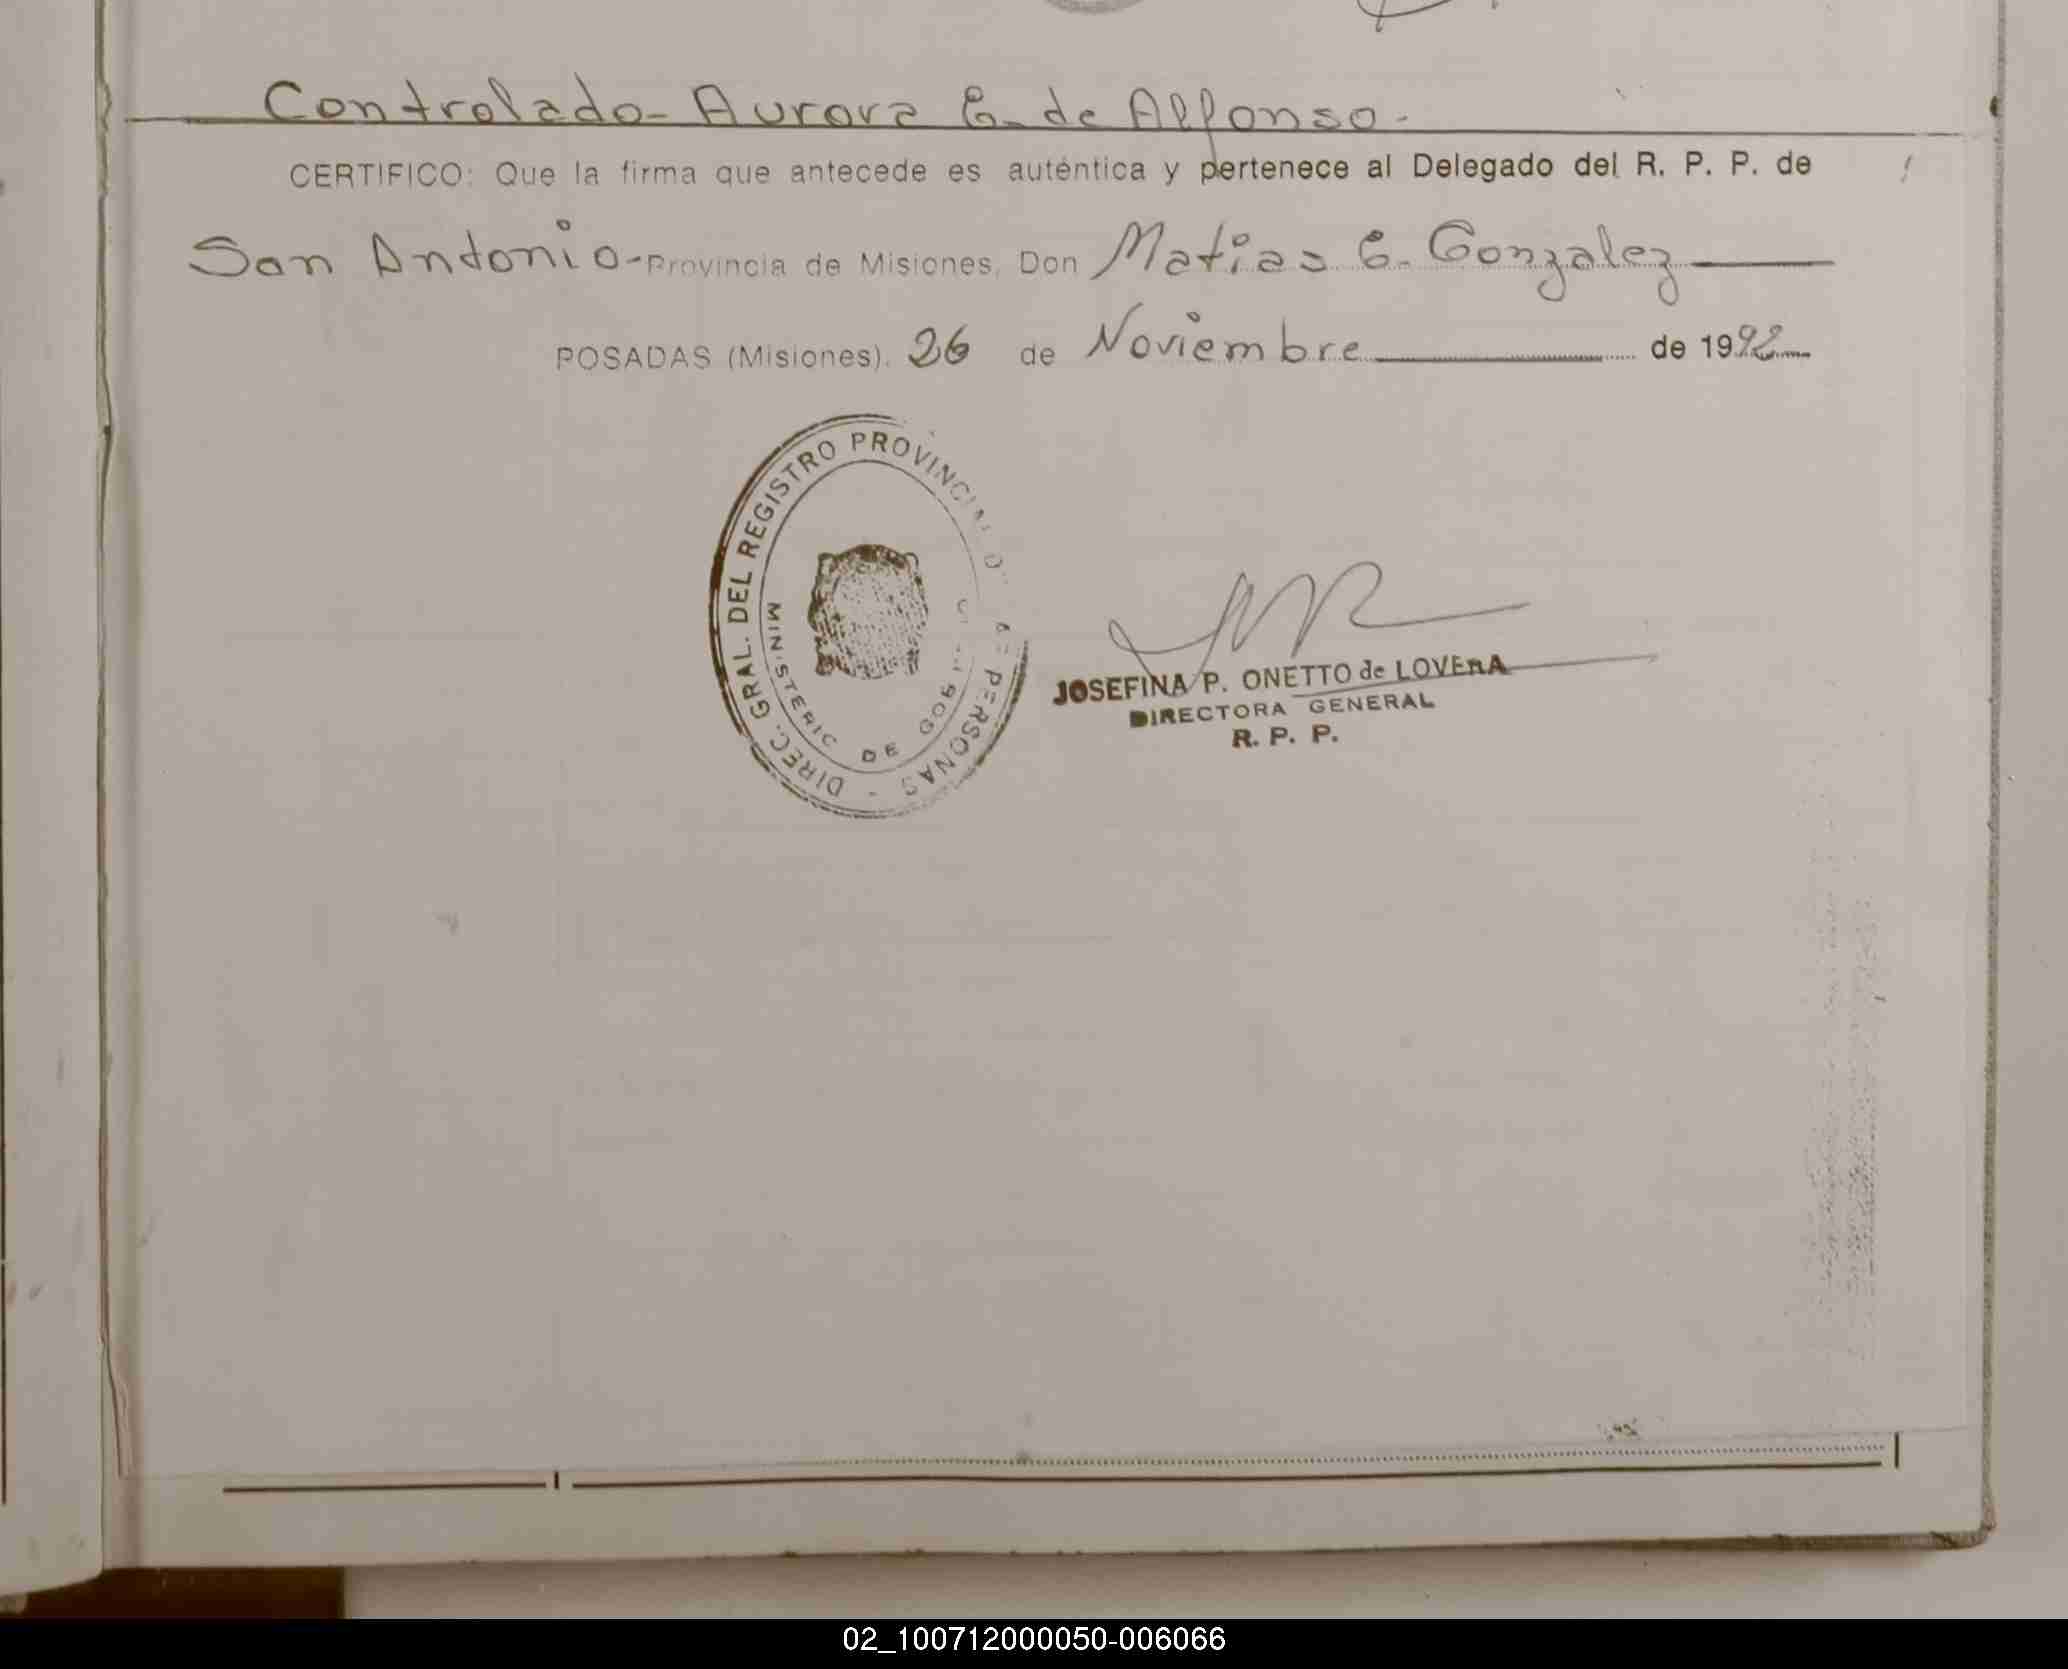 Controlado- Aurora G. de Alfonso-
CERTIFICO: Que la firma que antecede es auténtica y pertenece al Delegado del R. P. P. de
San Antonio- Provincia de Misiones, Don Matias G. Gonzalez
POSADAS (Misiones). 26 de Noviembre de 1992
DIREC. GRAL. DEL REGISTRO PROVINCIAL DE PERSONAS -
MINISTERIO DE GOB
JOSEFINA P. ONETTO de LOVERA
DIRECTORA GENERAL
R. P. P.
02_100712000050-006066